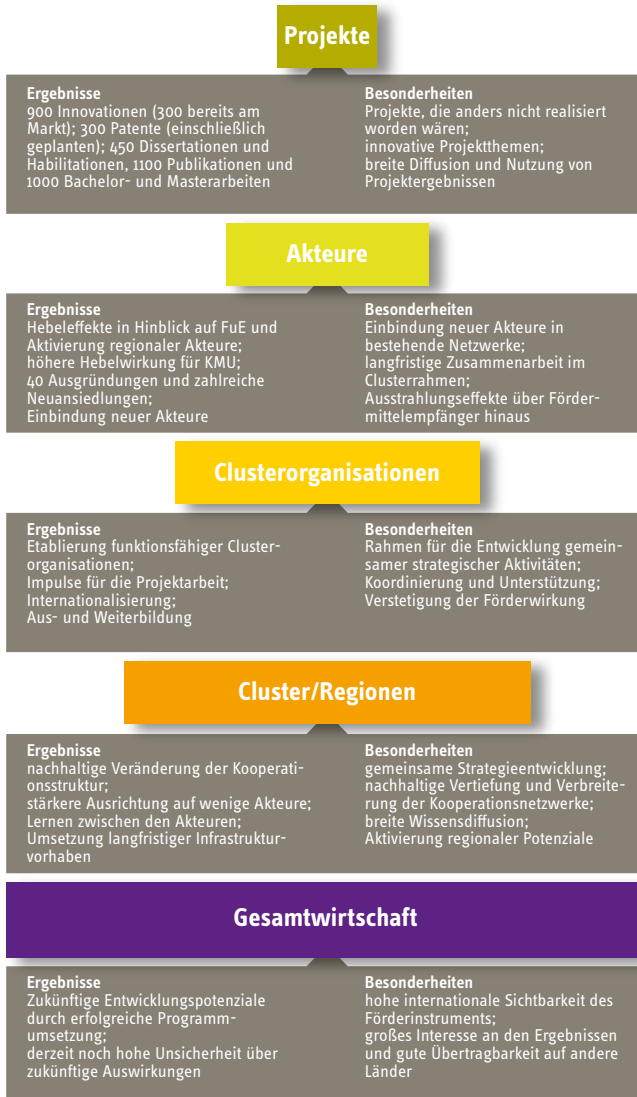 Projekte
Ergebnisse
900 Innovationen (300 bereits am
Markt); 300 Patente (einschließlich
geplanten); 450 Dissertationen und
Habilitationen, 1100 Publikationen und
1000 Bachelor- und Masterarbeiten
Besonderheiten
Projekte, die anders nicht realisiert
worden wären;
innovative Projektthemen;
breite Diffusion und Nutzung von
Projektergebnissen
Akteure
Ergebnisse
Hebeleffekte in Hinblick auf FuE und
Aktivierung regionaler Akteure;
höhere Hebelwirkung für KMU;
40 Ausgründungen und zahlreiche
Neuansiedlungen;
Einbindung neuer Akteure
Besonderheiten
Einbindung neuer Akteure in
bestehende Netzwerke;
langfristige Zusammenarbeit im
Clusterrahmen;
Ausstrahlungseffekte über Förder-
mittelempfänger hinaus
Clusterorganisationen
Ergebnisse
Etablierung funktionsfähiger Cluster-
organisationen;
Impulse für die Projektarbeit;
Internationalisierung;
Aus- und Weiterbildung
Besonderheiten
Rahmen für die Entwicklung gemein-
samer strategischer Aktivitäten;
Koordinierung und Unterstützung;
Verstetigung der Förderwirkung
Cluster/Regionen
Ergebnisse
nachhaltige Veränderung der Kooperati-
onsstruktur;
stärkere Ausrichtung auf wenige Akteure;
Lernen zwischen den Akteuren;
Umsetzung langfristiger Infrastruktur-
vorhaben
Besonderheiten
gemeinsame Strategieentwicklung;
nachhaltige Vertiefung und Verbreite-
rung der Kooperationsnetzwerke;
breite Wissensdiffusion;
Aktivierung regionaler Potenziale
Gesamtwirtschaft
Ergebnisse
Zukünftige Entwicklungspotenziale
durch erfolgreiche Programm-
umsetzung;
derzeit noch hohe Unsicherheit über
zukünftige Auswirkungen
Besonderheiten
hohe internationale Sichtbarkeit des
Förderinstruments;
großes Interesse an den Ergebnissen
und gute Übertragbarkeit auf andere
Länder